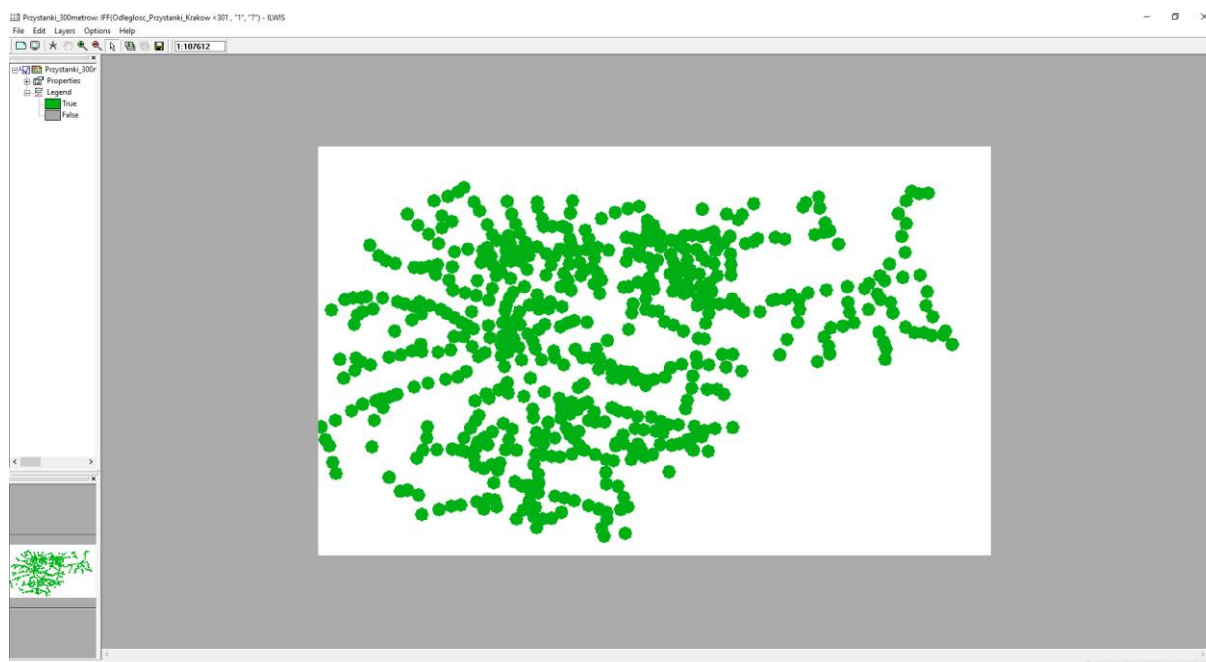 Przystanki_300metrow: IFF(Odleglosc_Przystanki_Krakow <301 , "1", "?") - ILWIS
File Edit Layers Options Help
1:107612
Przystanki_300r
Properties
Legend
True
False